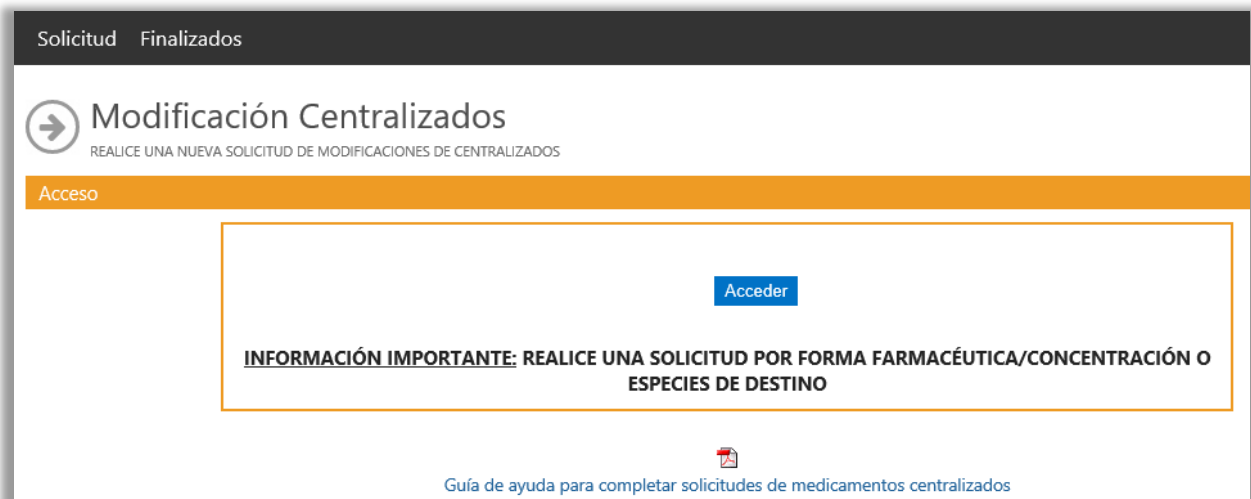 Solicitud Finalizados
Modificación Centralizados
REALICE UNA NUEVA SOLICITUD DE MODIFICACIONES DE CENTRALIZADOS
Acceso
Acceder
INFORMACIÓN IMPORTANTE: REALICE UNA SOLICITUD POR FORMA FARMACÉUTICA/CONCENTRACIÓN O
ESPECIES DE DESTINO
Guía de ayuda para completar solicitudes de medicamentos centralizados